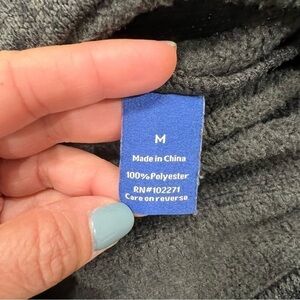 M
Made in China
100%Polyester
RN#102271
Care on reverse